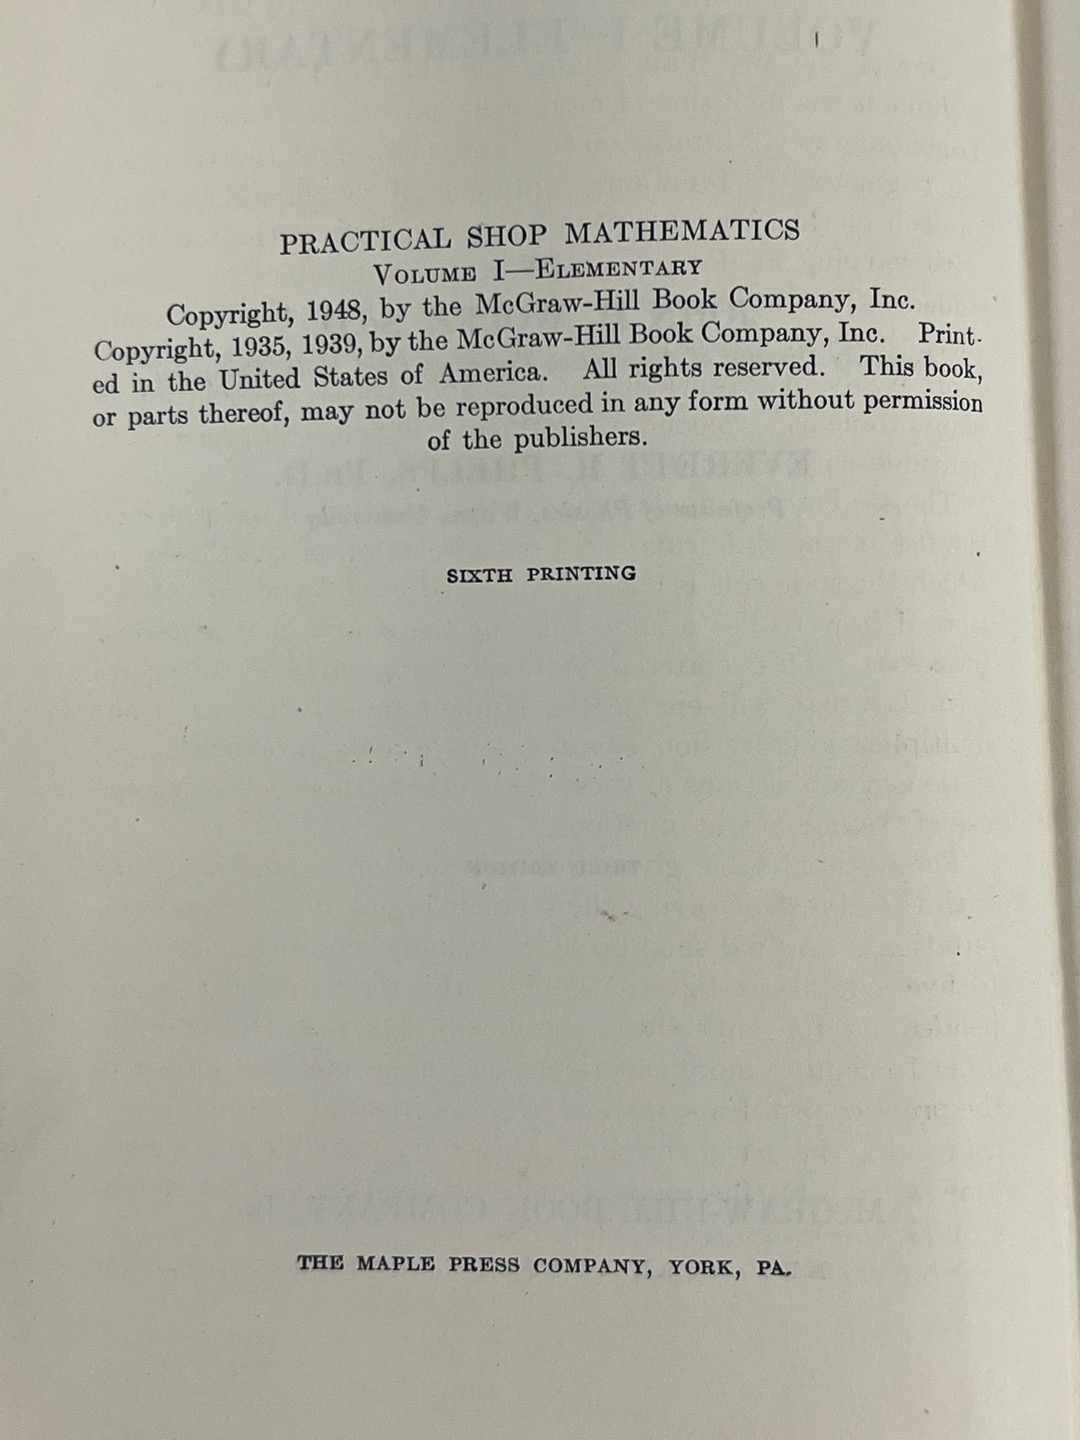 PRACTICAL SHOP MATHEMATICS
VOLUME I—ELEMENTARY
Copyright, 1948, by the McGraw-Hill Book Company, Inc.
Copyright, 1935, 1939, by the McGraw-Hill Book Company, Inc. Print-
ed in the United States of America. All rights reserved. This book,
or parts thereof, may not be reproduced in any form without permission
of the publishers.
SIXTH PRINTING
THE MAPLE PRESS COMPANY, YORK, PA.